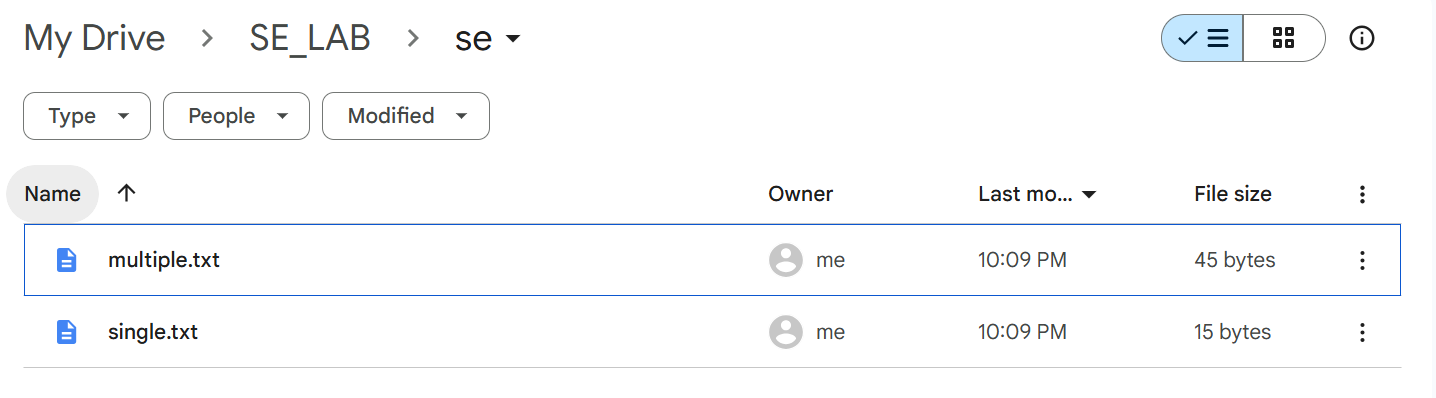 My Drive > SE_LAB > se
Type People Modified
Name Owner Last mo... File size
multiple.txt me 10:09 PM 45 bytes
single.txt me 10:09 PM 15 bytes